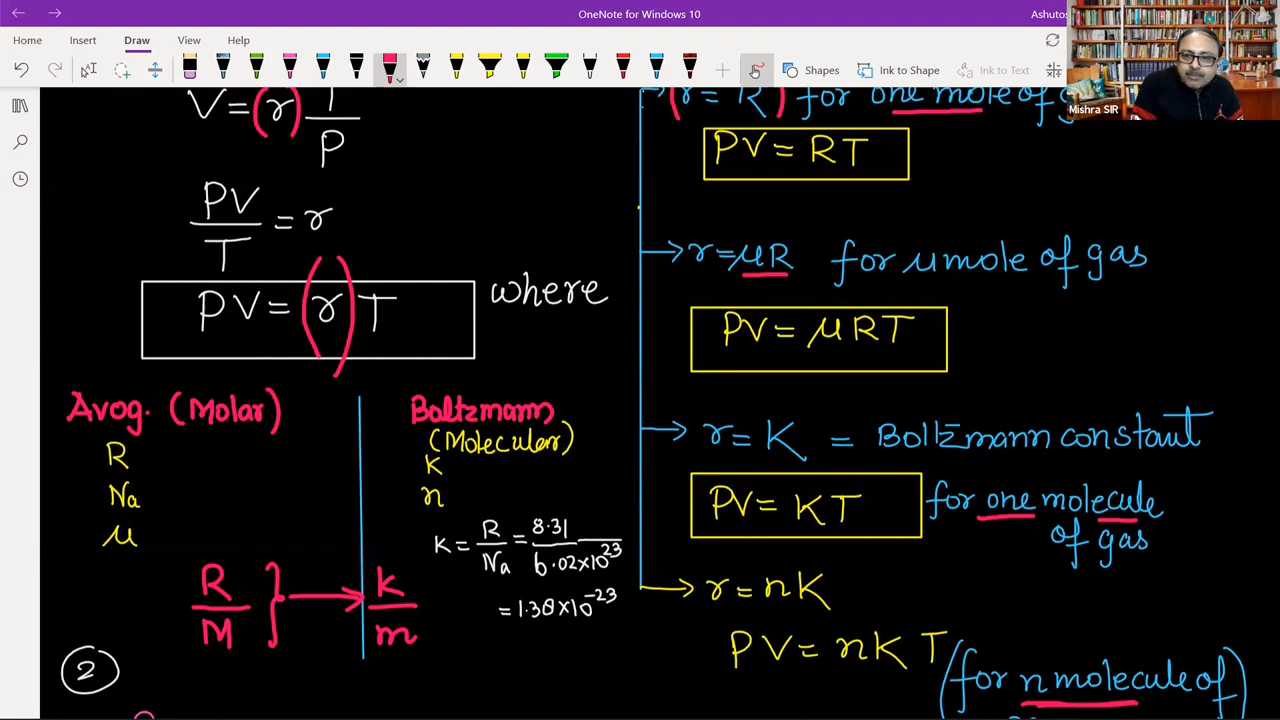 OneNote for Windows 10
Ashutos
Home Insert Draw View Help
Shapes Ink to Shape Ink to Text
Mishra SIR
V = (r) T / P
PV / T = r
PV = (r) T where
Avog. (Molar)
R
Na
μ
R / M } → k / m
Boltzmann
(Molecular)
K
n
K = R / Na = 8.31 / 6.02×10²³
= 1.38×10⁻²³
2
(r = R) for one mole of g
PV = RT
→ r = μR for μ mole of gas
PV = μRT
→ r = K = Boltzmann constant
PV = KT for one molecule
of gas
→ r = nK
PV = nKT
(for n molecule of)